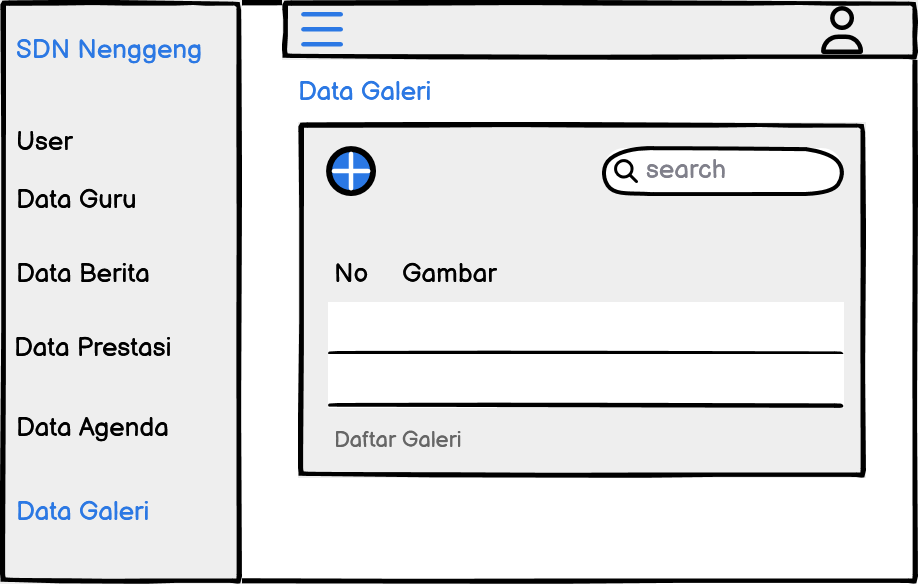 SDN Nenggeng
User
Data Guru
Data Berita
Data Prestasi
Data Agenda
Data Galeri
Data Galeri
search
No Gambar
Daftar Galeri